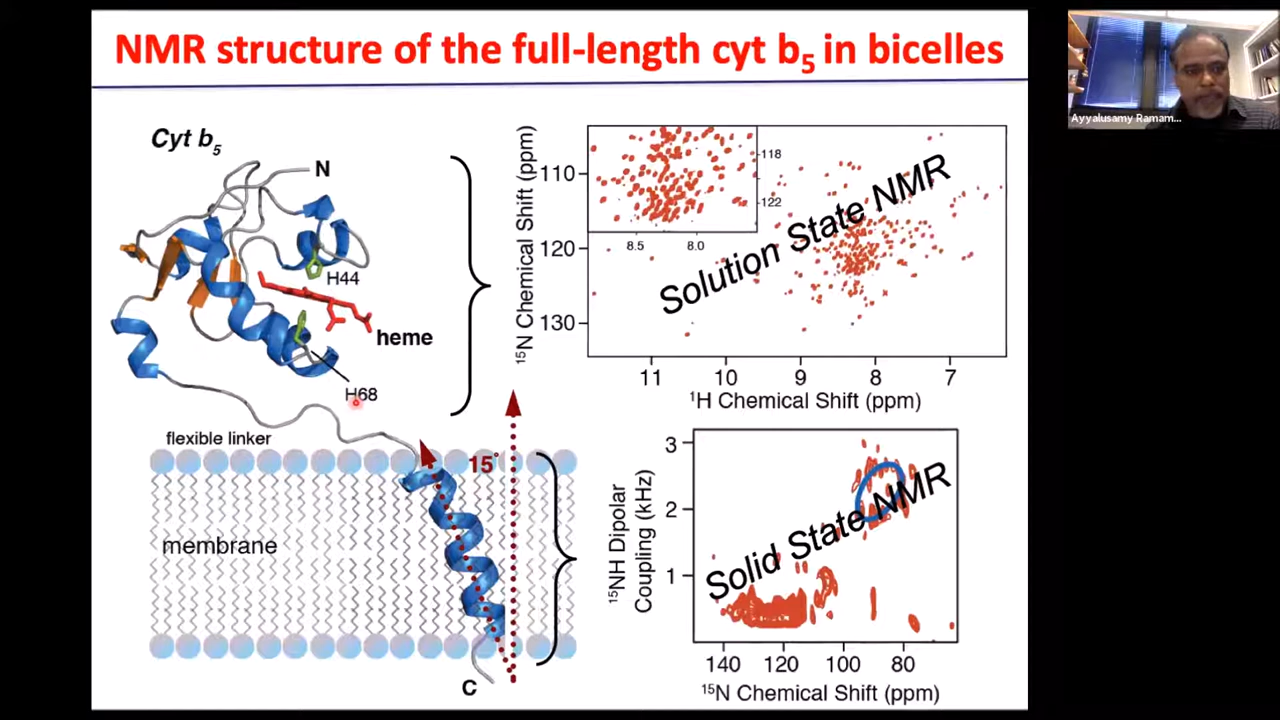 NMR structure of the full-length cyt b5 in bicelles
Ayyalusamy Ramam...
Cyt b5
N
H44
heme
H68
flexible linker
15°
membrane
C
15N Chemical Shift (ppm)
110
120
130
118
122
8.5 8.0
Solution State NMR
11 10 9 8 7
1H Chemical Shift (ppm)
15NH Dipolar
Coupling (kHz)
3
2
1
Solid State NMR
140 120 100 80
15N Chemical Shift (ppm)